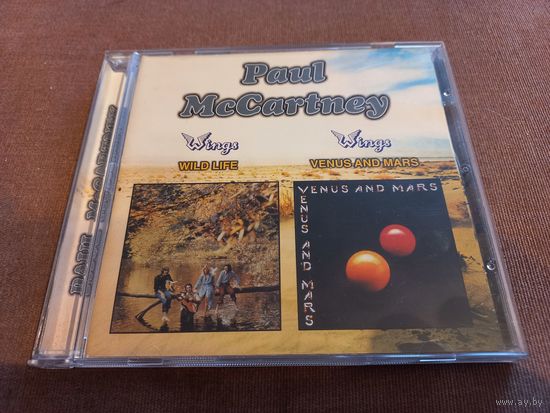 Paul
McCartney
Wings
WILD LIFE
Wings
VENUS AND MARS
VENUS AND MARS
VENUS AND MARS
PAUL McCARTNEY
www.ay.by